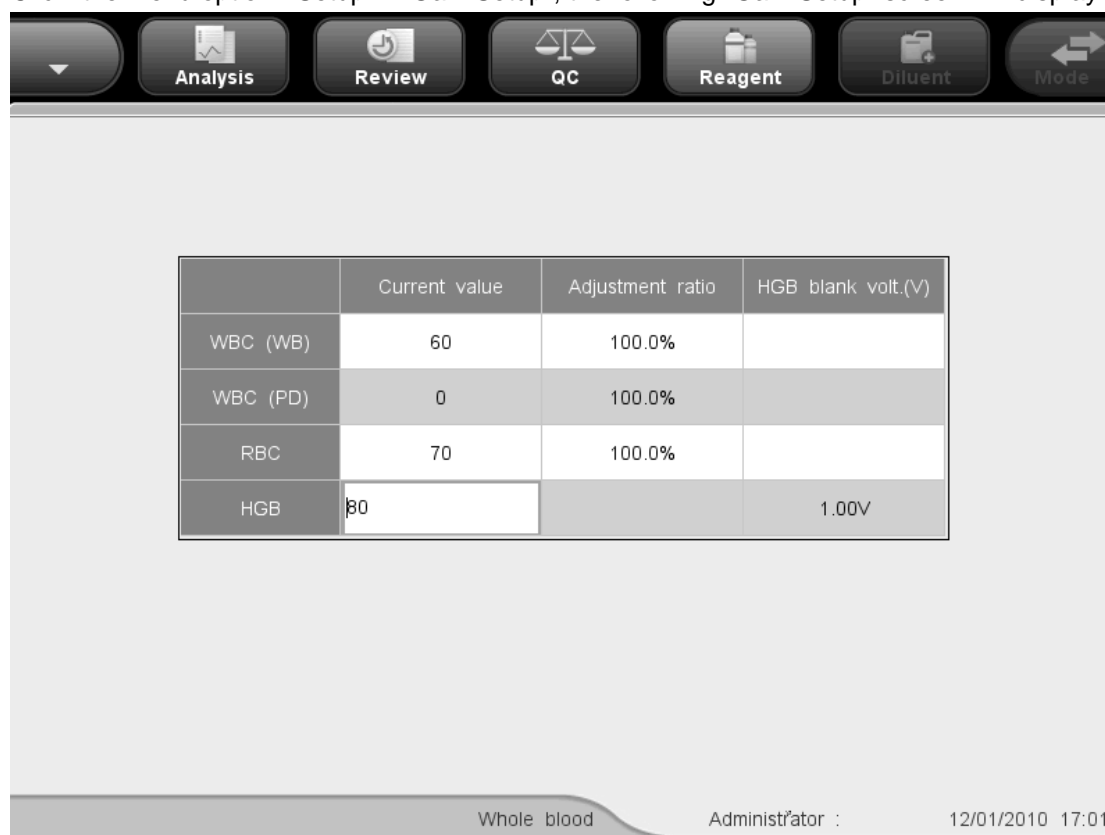 Analysis Review QC Reagent Diluent Mode
Current value Adjustment ratio HGB blank volt.(V)
WBC (WB) 60 100.0%
WBC (PD) 0 100.0%
RBC 70 100.0%
HGB 80 1.00V
Whole blood Administrator : 12/01/2010 17:01